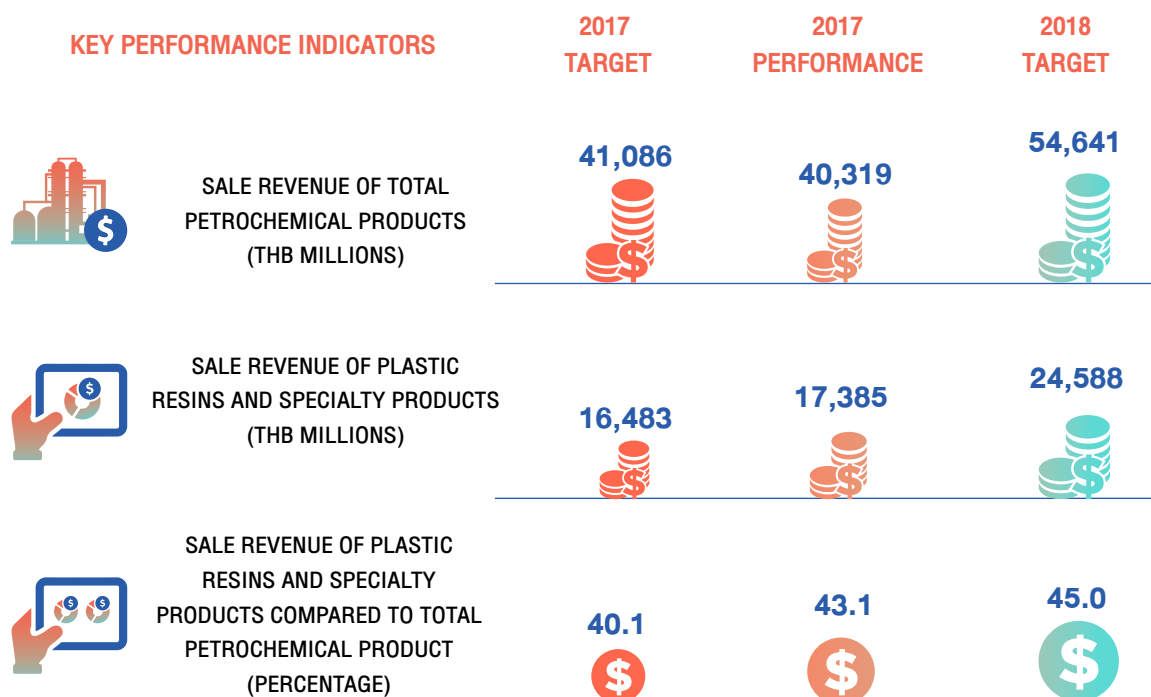 KEY PERFORMANCE INDICATORS
2017
TARGET
2017
PERFORMANCE
2018
TARGET
SALE REVENUE OF TOTAL
PETROCHEMICAL PRODUCTS
(THB MILLIONS)
41,086
40,319
54,641
$
$
$
$
SALE REVENUE OF PLASTIC
RESINS AND SPECIALTY PRODUCTS
(THB MILLIONS)
16,483
17,385
24,588
$
$
$
$
SALE REVENUE OF PLASTIC
RESINS AND SPECIALTY
PRODUCTS COMPARED TO TOTAL
PETROCHEMICAL PRODUCT
(PERCENTAGE)
40.1
43.1
45.0
$ $
$
$
$